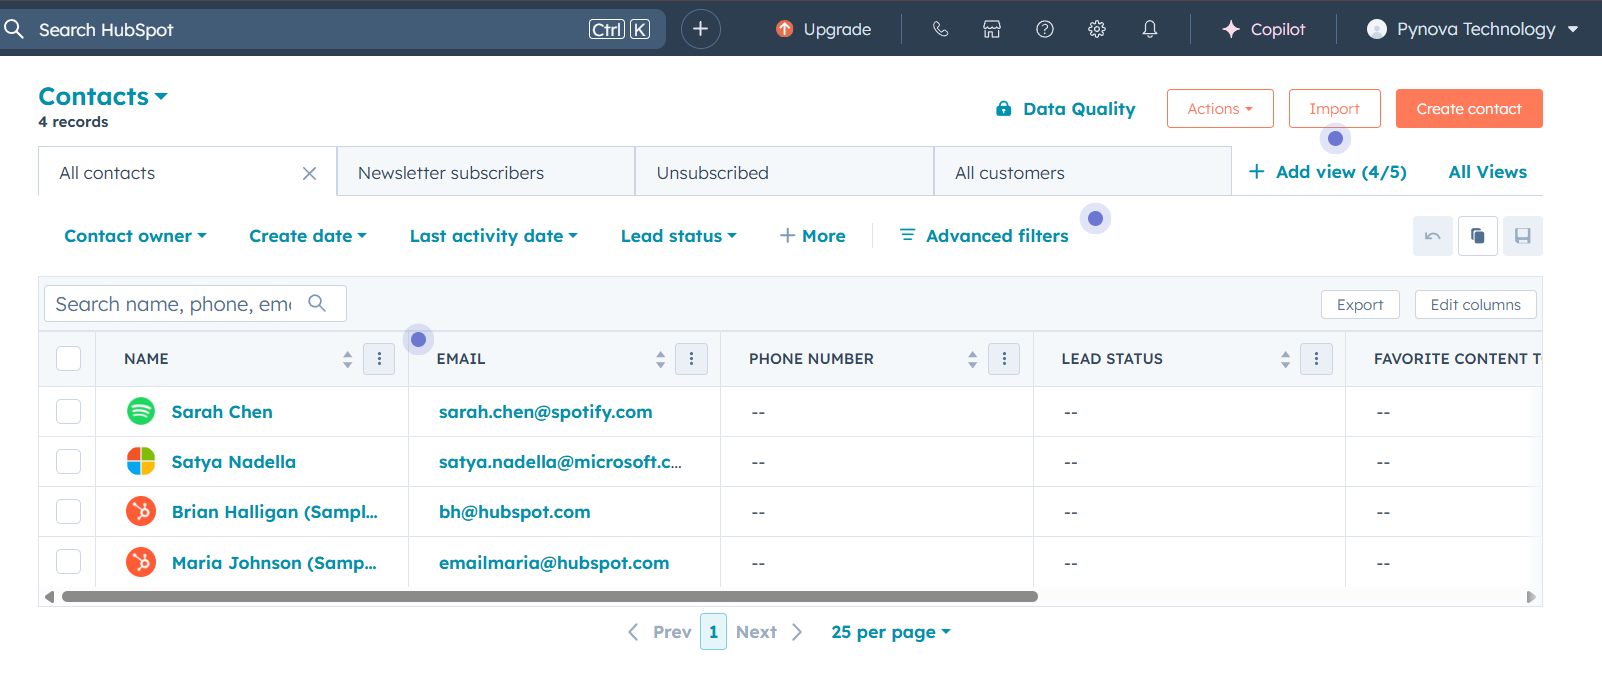 Search HubSpot Ctrl K Upgrade Copilot Pynova Technology
Contacts
4 records
Data Quality Actions Import Create contact
All contacts Newsletter subscribers Unsubscribed All customers + Add view (4/5) All Views
Contact owner Create date Last activity date Lead status + More Advanced filters
Search name, phone, em
Export Edit columns
NAME EMAIL PHONE NUMBER LEAD STATUS FAVORITE CONTENT T
Sarah Chen sarah.chen@spotify.com -- -- --
Satya Nadella satya.nadella@microsoft.c... -- -- --
Brian Halligan (Sampl... bh@hubspot.com -- -- --
Maria Johnson (Samp... emailmaria@hubspot.com -- -- --
Prev 1 Next 25 per page